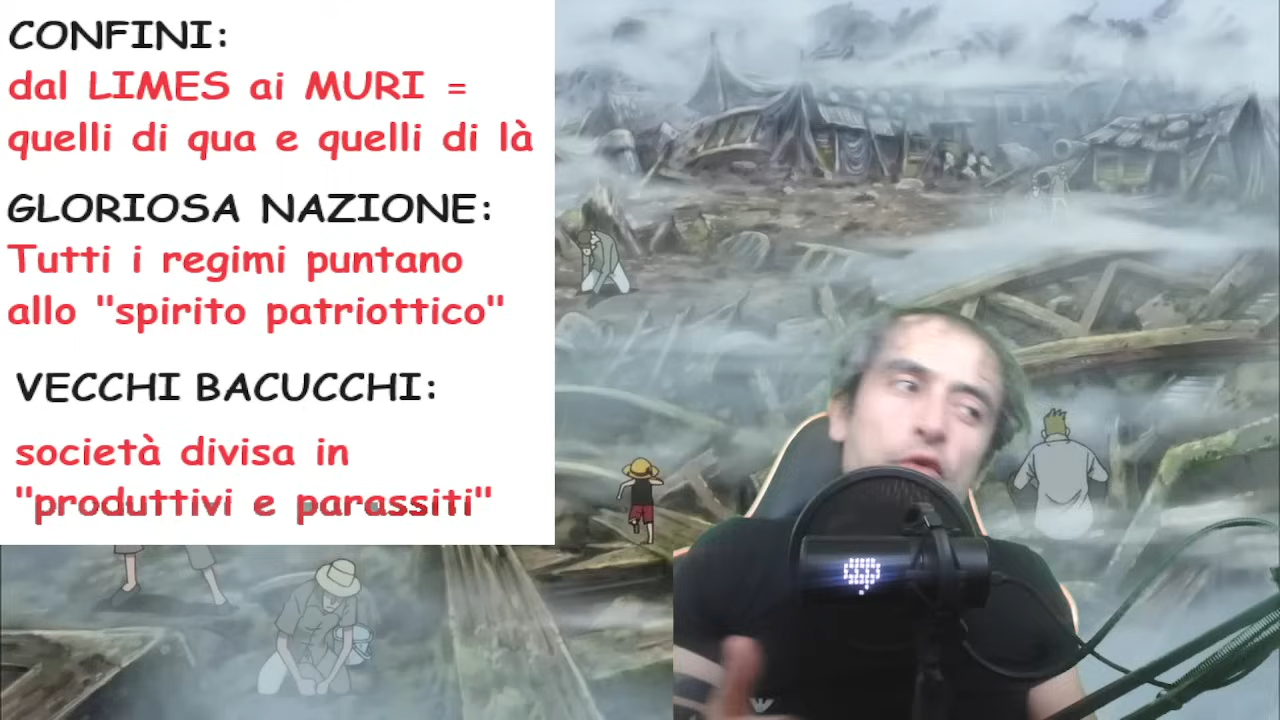 CONFINI:
dal LIMES ai MURI =
quelli di qua e quelli di là
GLORIOSA NAZIONE:
Tutti i regimi puntano
allo "spirito patriottico"
VECCHI BACUCCHI:
società divisa in
"produttivi e parassiti"